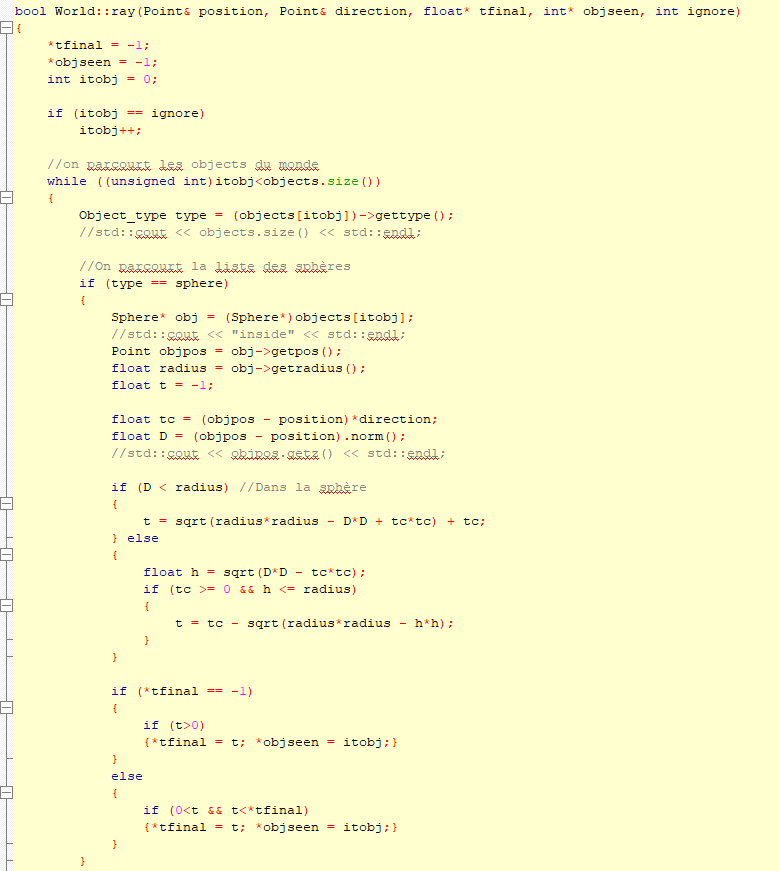 bool World::ray(Point& position, Point& direction, float* tfinal, int* objseen, int ignore)
{
    *tfinal = -1;
    *objseen = -1;
    int itobj = 0;

    if (itobj == ignore)
        itobj++;

    //on parcourt les objects du monde
    while ((unsigned int)itobj<objects.size())
    {
        Object_type type = (objects[itobj])->gettype();
        //std::cout << objects.size() << std::endl;

        //On parcourt la liste des sphères
        if (type == sphere)
        {
            Sphere* obj = (Sphere*)objects[itobj];
            //std::cout << "inside" << std::endl;
            Point objpos = obj->getpos();
            float radius = obj->getradius();
            float t = -1;

            float tc = (objpos - position)*direction;
            float D = (objpos - position).norm();
            //std::cout << objpos.getz() << std::endl;

            if (D < radius) //Dans la sphère
            {
                t = sqrt(radius*radius - D*D + tc*tc) + tc;
            } else
            {
                float h = sqrt(D*D - tc*tc);
                if (tc >= 0 && h <= radius)
                {
                    t = tc - sqrt(radius*radius - h*h);
                }
            }

            if (*tfinal == -1)
            {
                if (t>0)
                {*tfinal = t; *objseen = itobj;}
            }
            else
            {
                if (0<t && t<*tfinal)
                {*tfinal = t; *objseen = itobj;}
            }
        }